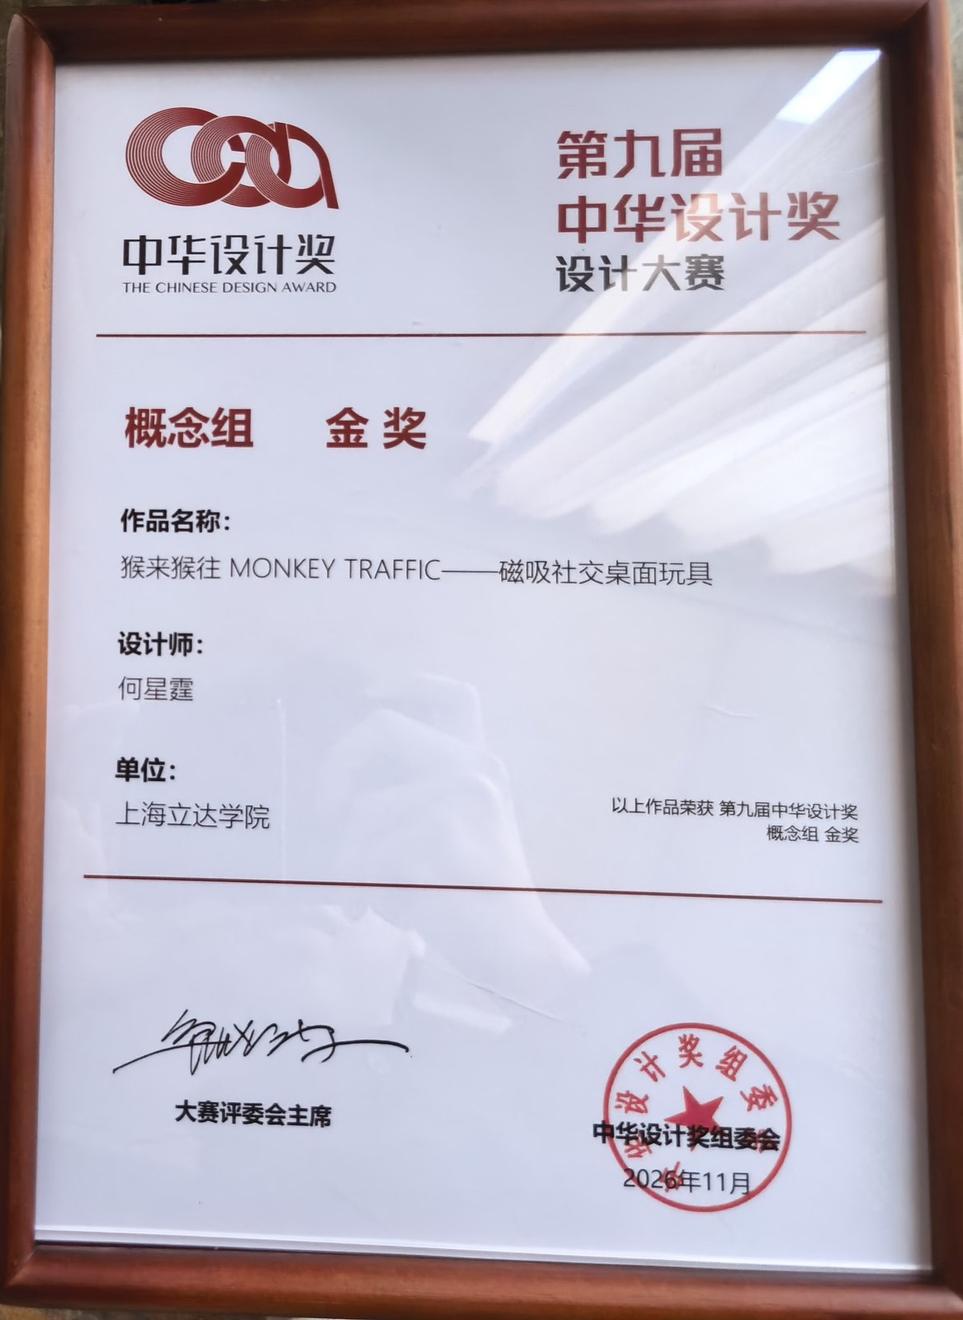 中华设计奖
THE CHINESE DESIGN AWARD
第九届
中华设计奖
设计大赛
概念组 金奖
作品名称：
猴来猴往 MONKEY TRAFFIC——磁吸社交桌面玩具
设计师：
何星霆
单位：
上海立达学院
以上作品荣获 第九届中华设计奖
概念组 金奖
大赛评委会主席
中华设计奖组委会
2026年11月